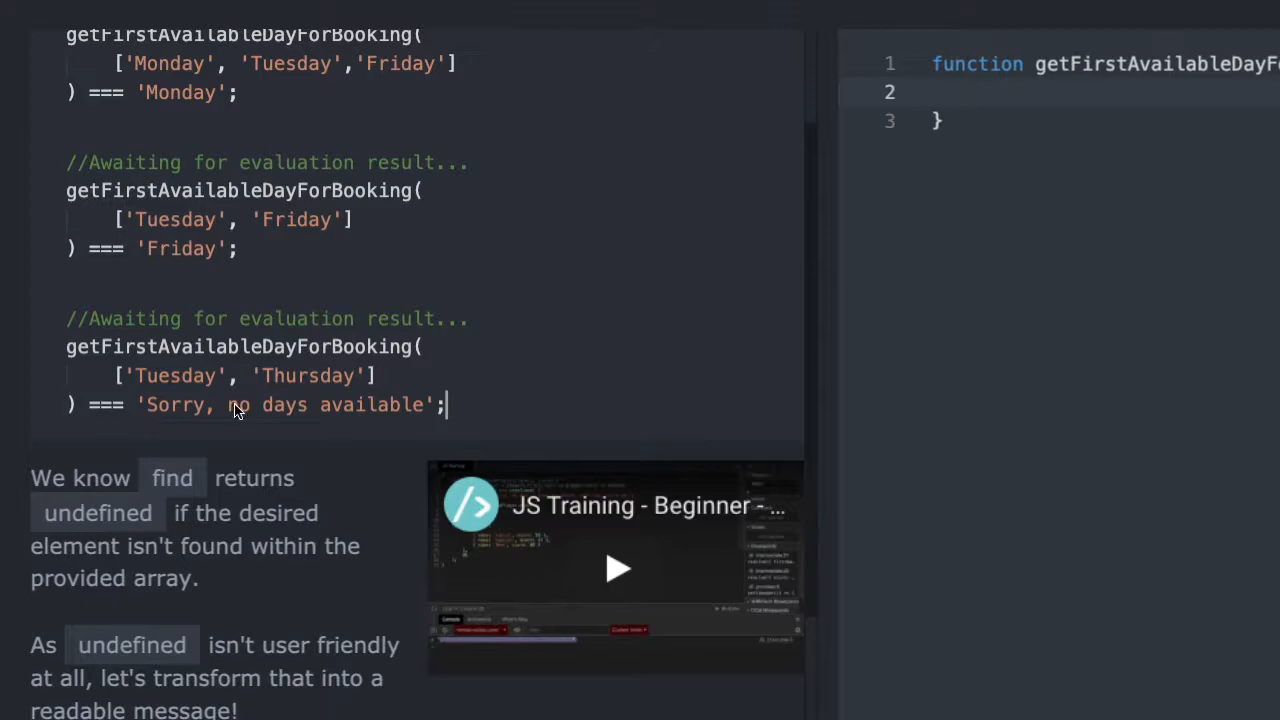 getFirstAvailableDayForBooking(
['Monday', 'Tuesday','Friday']
) === 'Monday';
//Awaiting for evaluation result...
getFirstAvailableDayForBooking(
['Tuesday', 'Friday']
) === 'Friday';
//Awaiting for evaluation result...
getFirstAvailableDayForBooking(
['Tuesday', 'Thursday']
) === 'Sorry, no days available';
We know find returns
undefined if the desired
element isn't found within the
provided array.
As undefined isn't user friendly
at all, let's transform that into a
readable message!
</> JS Training - Beginner - ...
1 function getFirstAvailableDayF
2
3 }